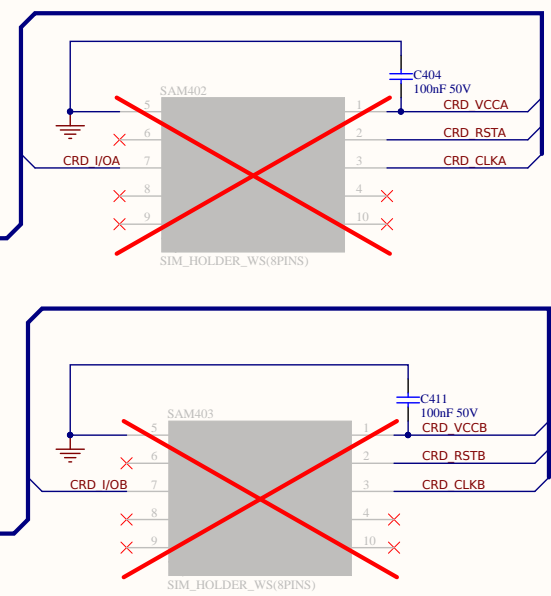 SAM402
C404
100nF 50V
5 1 CRD_VCCA
6 2 CRD_RSTA
CRD_I/OA 7 3 CRD_CLKA
8 4
9 10
SIM_HOLDER_WS(8PINS)
SAM403
C411
100nF 50V
5 1 CRD_VCCB
6 2 CRD_RSTB
CRD_I/OB 7 3 CRD_CLKB
8 4
9 10
SIM_HOLDER_WS(8PINS)